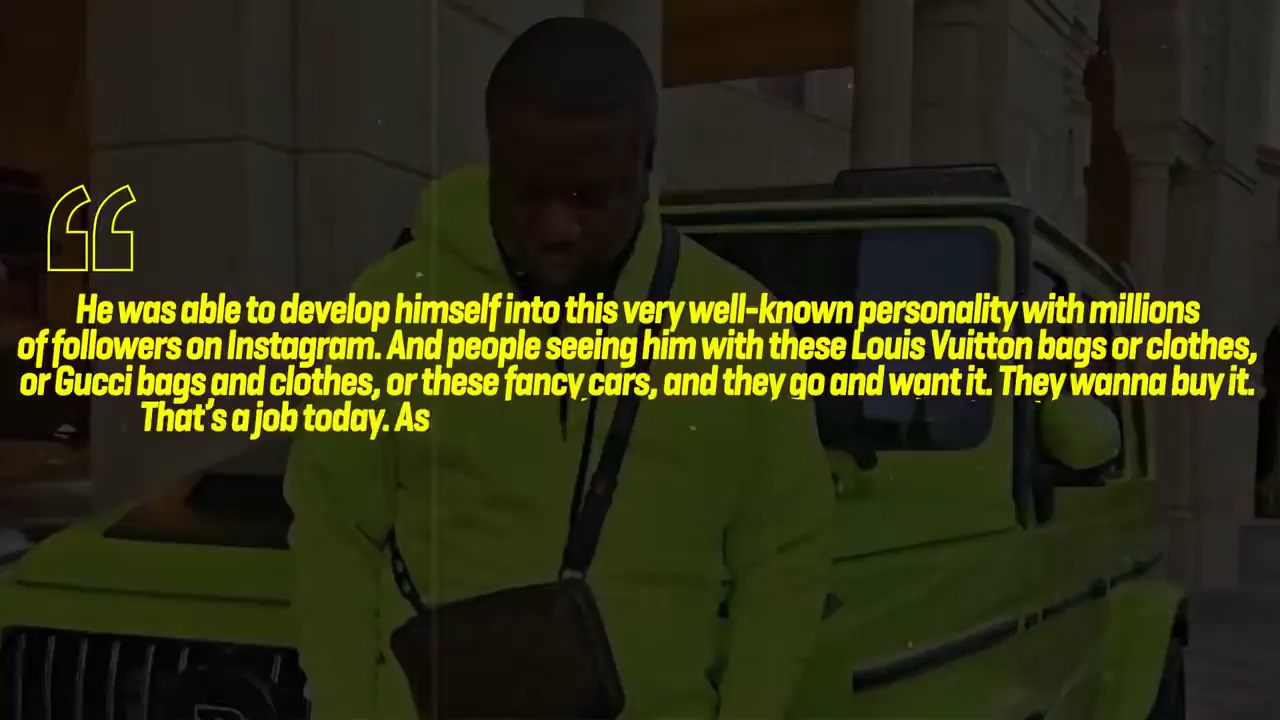 He was able to develop himself into this very well-known personality with millions
of followers on Instagram. And people seeing him with these Louis Vuitton bags or clothes,
or Gucci bags and clothes, or these fancy cars, and they go and want it. They wanna buy it.
That's a job today. As